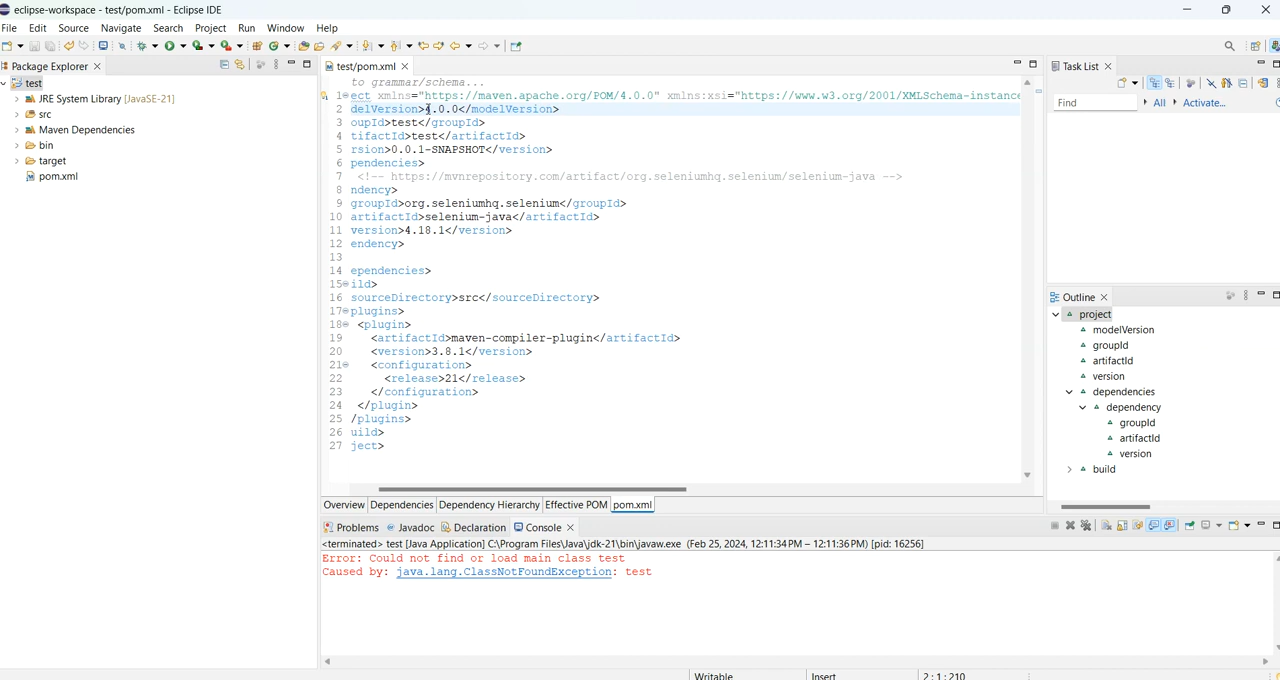 eclipse-workspace - test/pom.xml - Eclipse IDE
File Edit Source Navigate Search Project Run Window Help
Package Explorer
test
JRE System Library [JavaSE-21]
src
Maven Dependencies
bin
target
pom.xml
test/pom.xml
to grammar/schema...
1 ect xmlns="https://maven.apache.org/POM/4.0.0" xmlns:xsi="https://www.w3.org/2001/XMLSchema-instance
2 delVersion>4.0.0</modelVersion>
3 oupId>test</groupId>
4 tifactId>test</artifactId>
5 rsion>0.0.1-SNAPSHOT</version>
6 pendencies>
7 <!-- https://mvnrepository.com/artifact/org.seleniumhq.selenium/selenium-java -->
8 ndency>
9 groupId>org.seleniumhq.selenium</groupId>
10 artifactId>selenium-java</artifactId>
11 version>4.18.1</version>
12 endency>
13
14 ependencies>
15 ild>
16 sourceDirectory>src</sourceDirectory>
17 plugins>
18 <plugin>
19 <artifactId>maven-compiler-plugin</artifactId>
20 <version>3.8.1</version>
21 <configuration>
22 <release>21</release>
23 </configuration>
24 </plugin>
25 /plugins>
26 uild>
27 ject>
Overview Dependencies Dependency Hierarchy Effective POM pom.xml
Problems Javadoc Declaration Console
<terminated> test [Java Application] C:\Program Files\Java\jdk-21\bin\javaw.exe (Feb 25, 2024, 12:11:34 PM – 12:11:36 PM) [pid: 16256]
Error: Could not find or load main class test
Caused by: java.lang.ClassNotFoundException: test
Task List
Find All Activate...
Outline
project
modelVersion
groupId
artifactId
version
dependencies
dependency
groupId
artifactId
version
build
Writable Insert 2 : 1 : 210